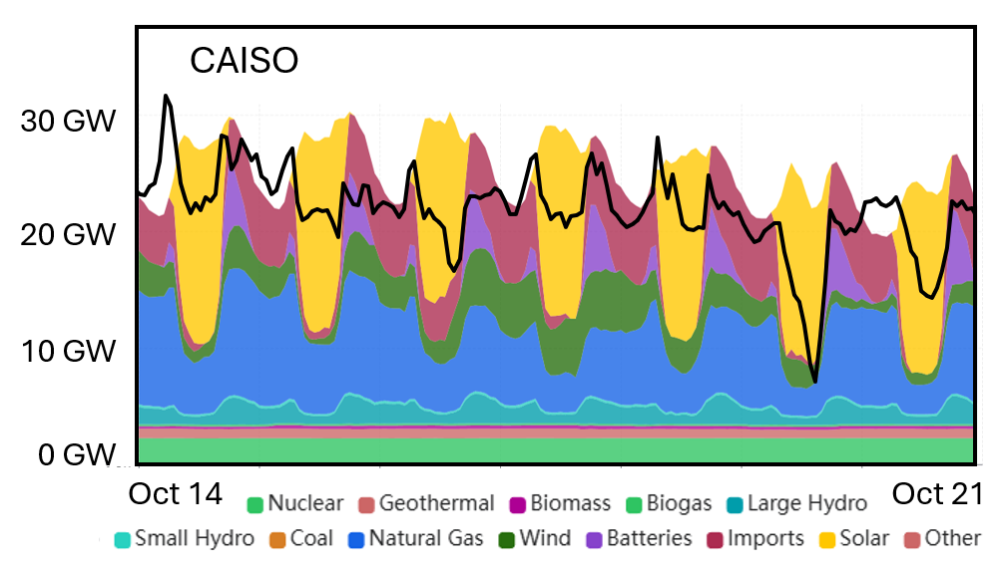 CAISO
30 GW
20 GW
10 GW
0 GW
Oct 14
Oct 21
Nuclear Geothermal Biomass Biogas Large Hydro
Small Hydro Coal Natural Gas Wind Batteries Imports Solar Other